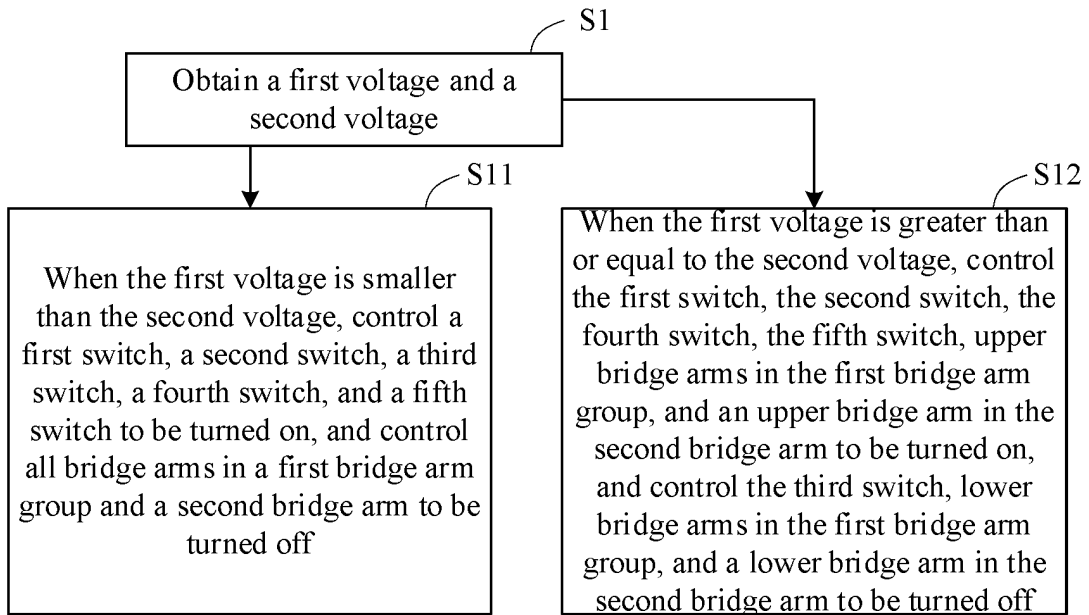 S1
Obtain a first voltage and a
second voltage
S11
When the first voltage is smaller
than the second voltage, control a
first switch, a second switch, a third
switch, a fourth switch, and a fifth
switch to be turned on, and control
all bridge arms in a first bridge arm
group and a second bridge arm to be
turned off
S12
When the first voltage is greater than
or equal to the second voltage, control
the first switch, the second switch, the
fourth switch, the fifth switch, upper
bridge arms in the first bridge arm
group, and an upper bridge arm in the
second bridge arm to be turned on,
and control the third switch, lower
bridge arms in the first bridge arm
group, and a lower bridge arm in the
second bridge arm to be turned off